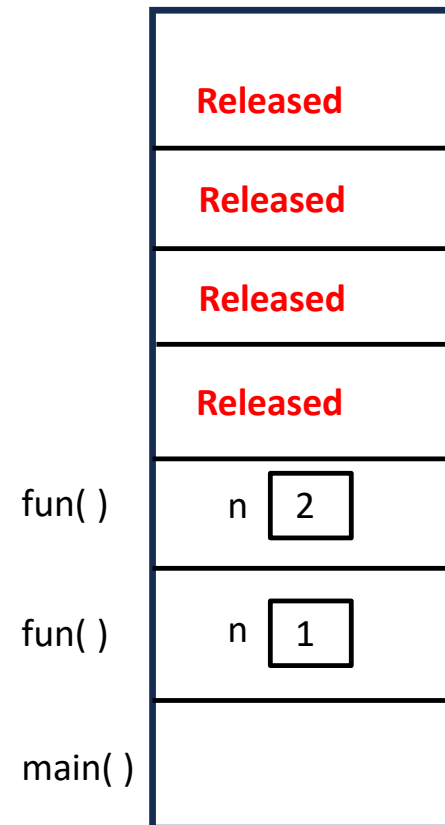 Released
Released
Released
Released
fun( ) n 2
fun( ) n 1
main( )